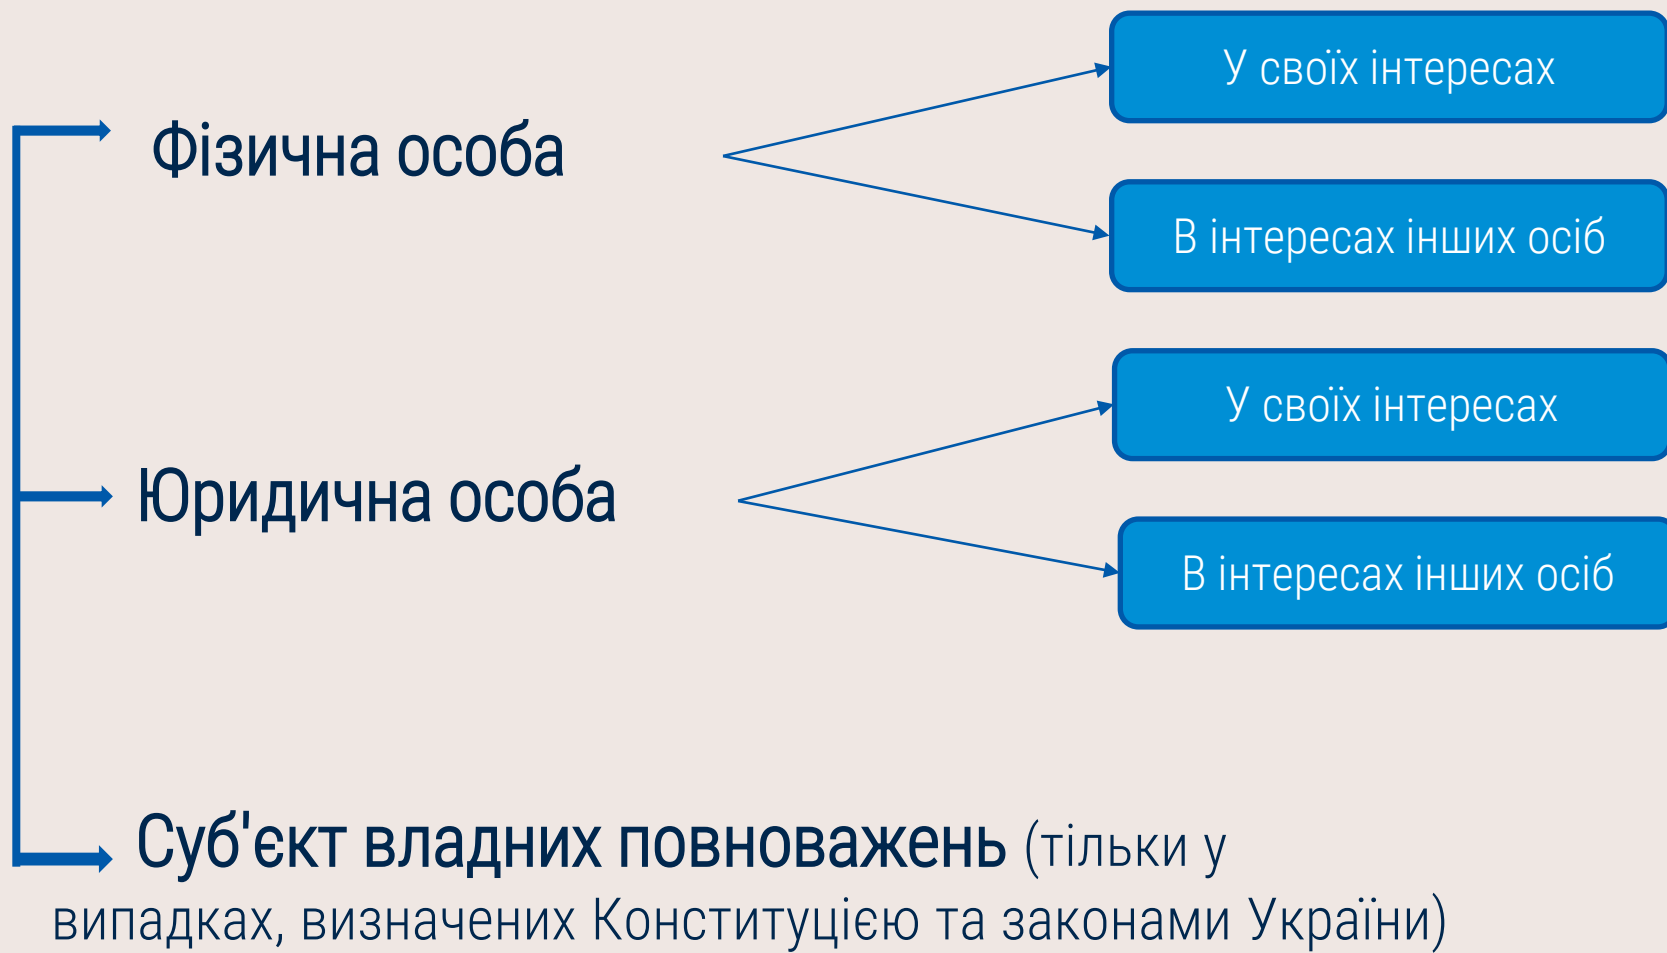 У своїх інтересах
Фізична особа
В інтересах інших осіб
У своїх інтересах
Юридична особа
В інтересах інших осіб
Суб'єкт владних повноважень (тільки у
випадках, визначених Конституцією та законами України)